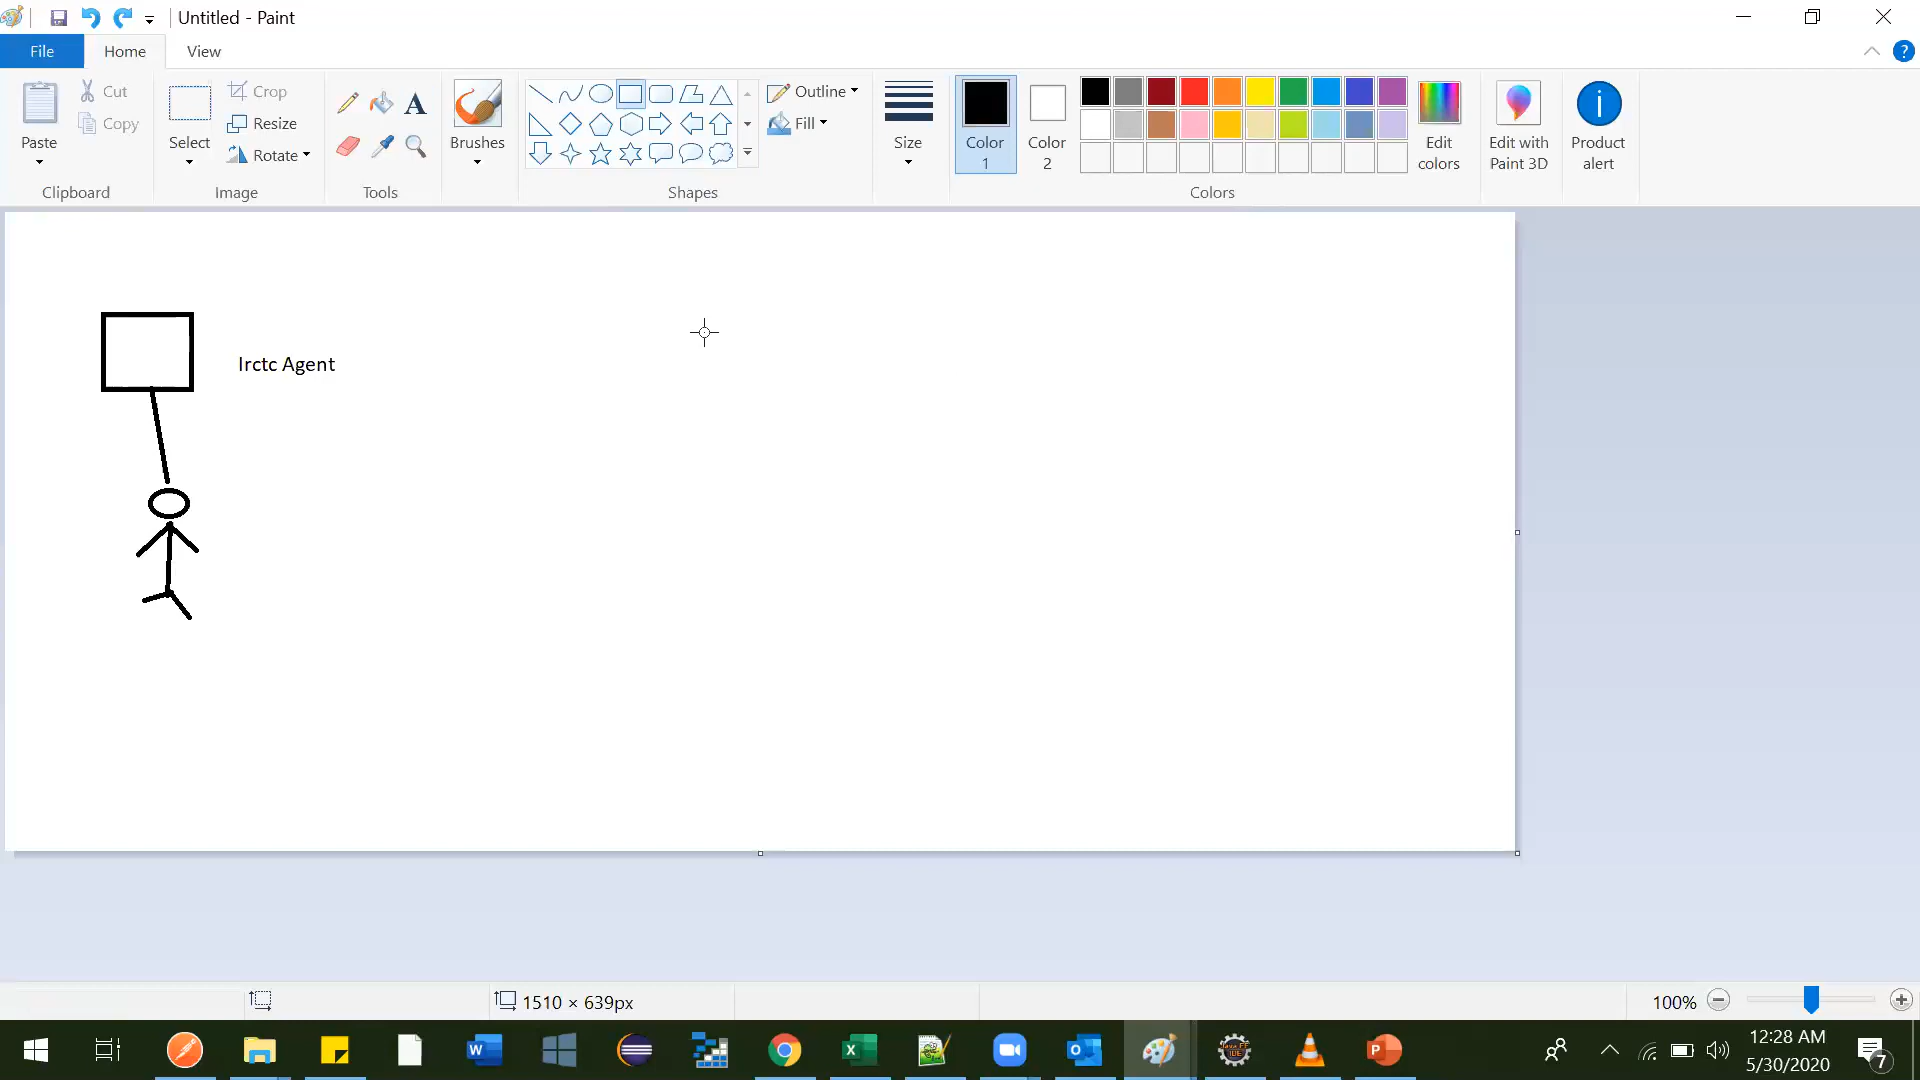 Untitled - Paint
File Home View
Paste
Cut
Copy
Clipboard
Select
Crop
Resize
Rotate
Image
A
Tools
Brushes
Outline
Fill
Shapes
Size
Color
1
Color
2
Colors
Edit
colors
Edit with
Paint 3D
Product
alert
?
Irctc Agent
1510 × 639px
100%
12:28 AM
5/30/2020
7